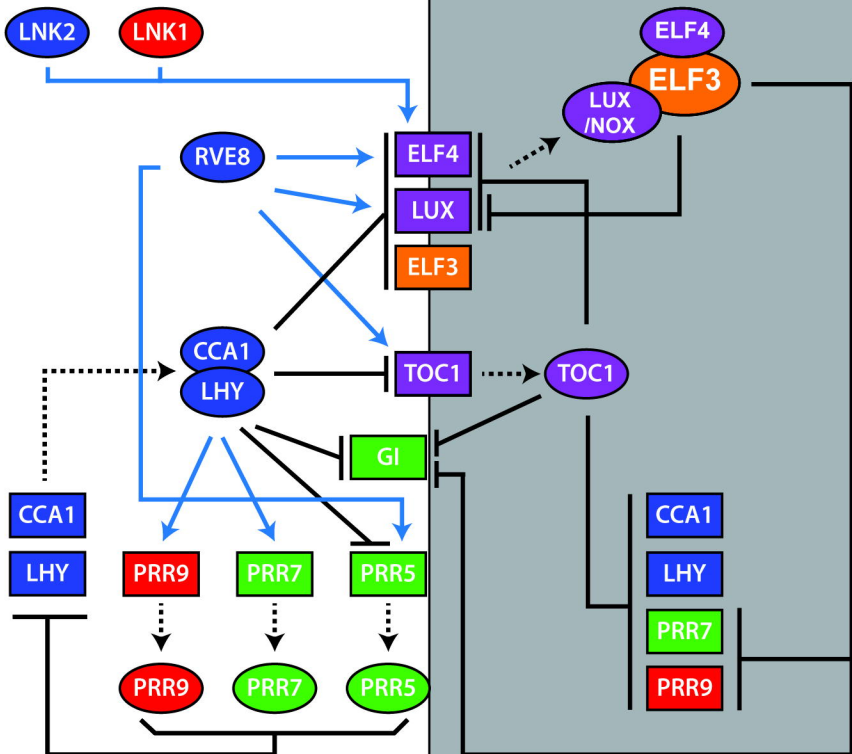 LNK2
LNK1
ELF4
ELF3
LUX
/NOX
RVE8
ELF4
LUX
ELF3
CCA1
LHY
TOC1
TOC1
GI
CCA1
LHY
PRR9
PRR7
PRR5
CCA1
LHY
PRR7
PRR9
PRR9
PRR7
PRR5